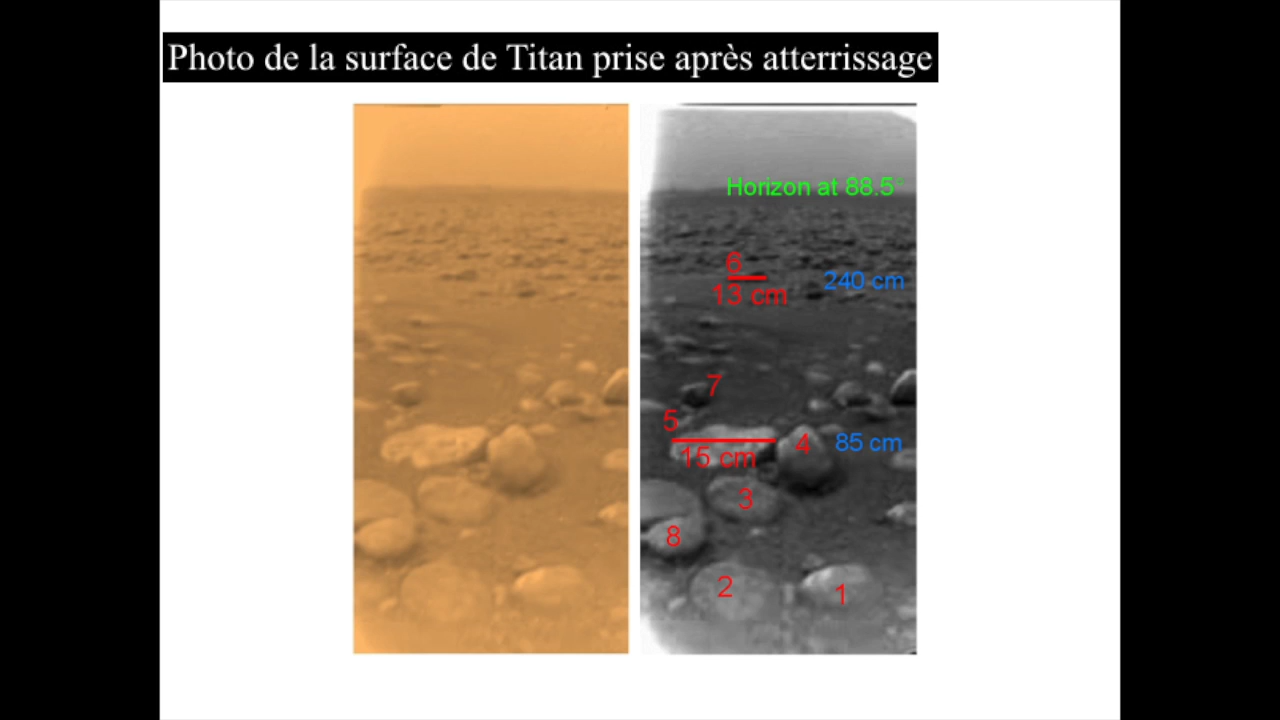 Photo de la surface de Titan prise après atterrissage
Horizon at 88.5°
6
13 cm
240 cm
7
5
15 cm
4
85 cm
3
8
2
1